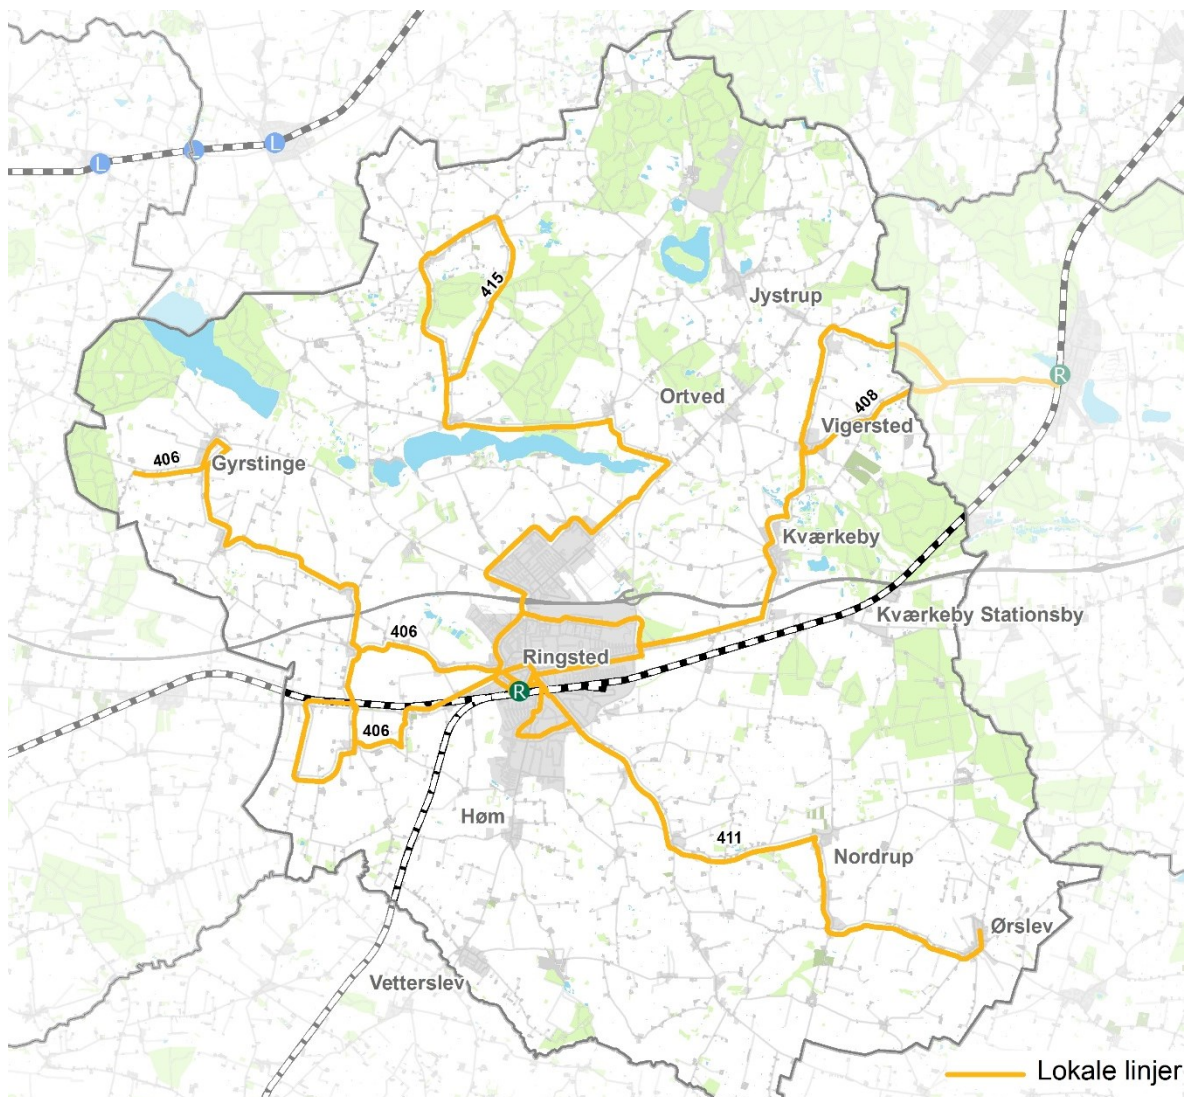 L
L
L
415
Jystrup
R
Ortved
408
Vigersted
406
Gyrstinge
Kværkeby
Kværkeby Stationsby
406
Ringsted
R
406
Høm
411
Nordrup
Ørslev
Vetterslev
Lokale linjer